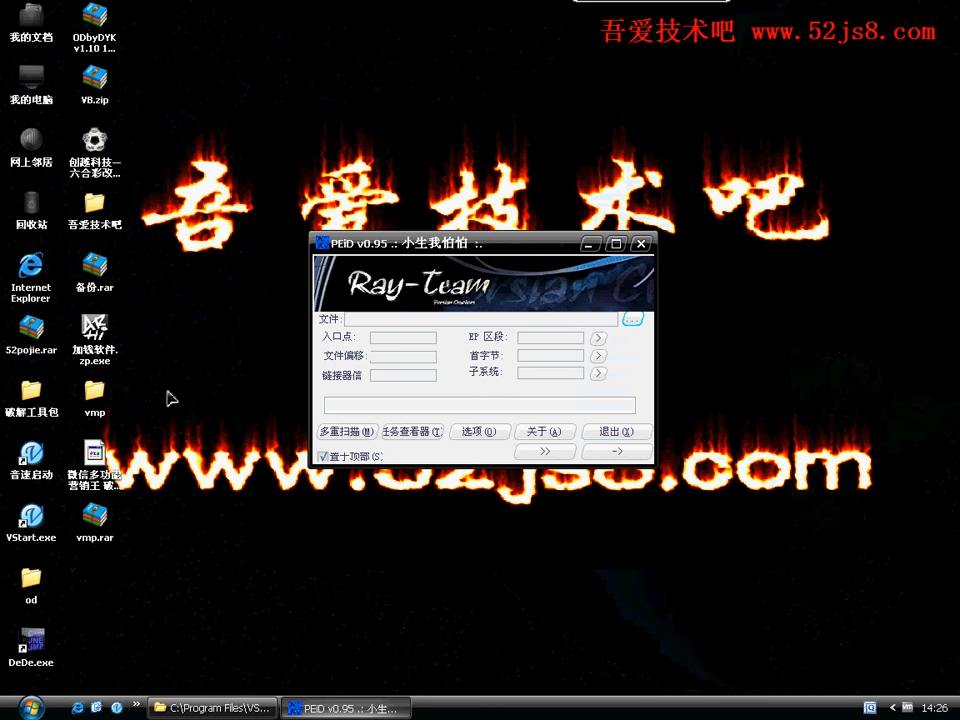 吾爱技术吧 www.52js8.com
我的文档
ODbyDYK
v1.10 1...
我的电脑
VB.zip
网上邻居
创越科技—
六合彩改...
回收站
吾爱技术吧
Internet
Explorer
备份.rar
52pojie.rar
加钱软件.
zp.exe
破解工具包
vmp
音速启动
微信多功能
营销王 破...
VStart.exe
vmp.rar
od
DeDe.exe
吾爱技术吧
www.52js8.com
PEiD v0.95 .: 小生我怕怕 :.
Ray-Team
Persian Crackers
文件:
...
入口点:
EP 区段:
>
文件偏移:
首字节:
>
链接器信
子系统:
>
多重扫描(M)
任务查看器(T)
选项(O)
关于(A)
退出(X)
置于顶部(S)
>>
->
C:\Program Files\VS...
PEiD v0.95 .: 小生...
14:26